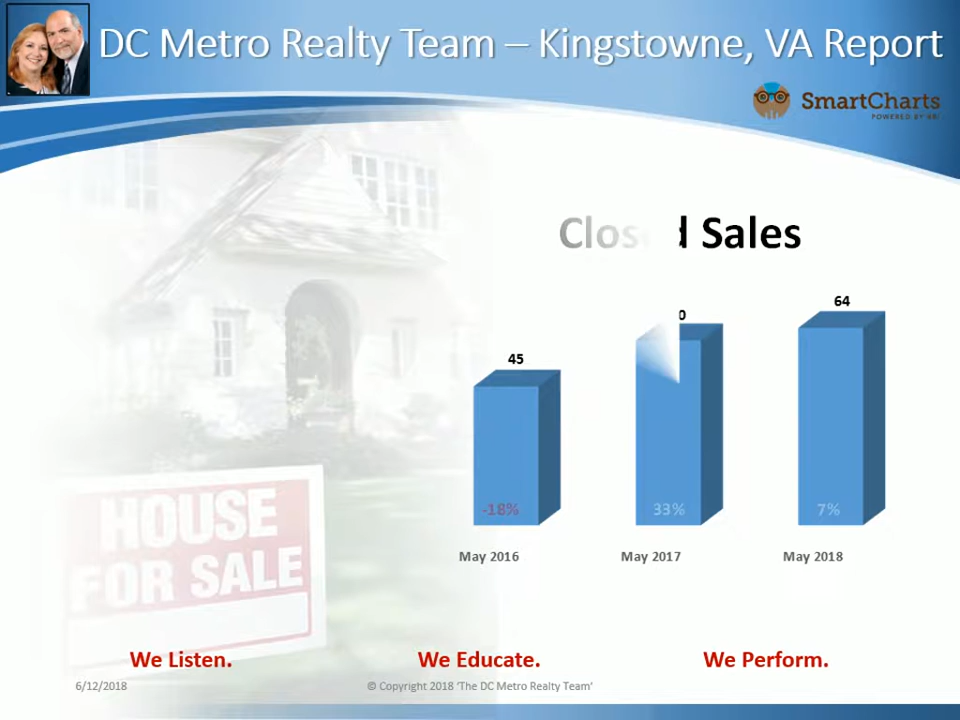 DC Metro Realty Team – Kingstowne, VA Report
SmartCharts
Sales
45
64
-18%
33%
7%
May 2016
May 2017
May 2018
HOUSE
FOR SALE
We Listen.
We Educate.
We Perform.
6/12/2018
© Copyright 2018 'The DC Metro Realty Team'